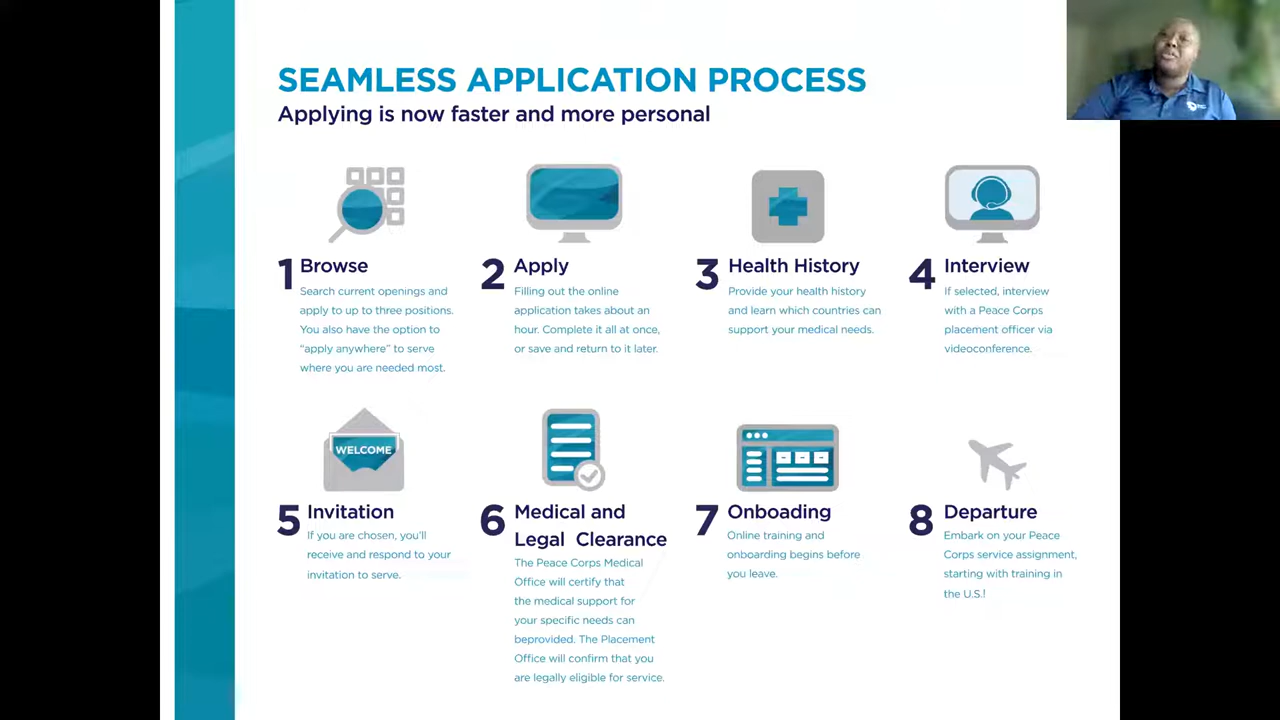 SEAMLESS APPLICATION PROCESS
Applying is now faster and more personal
1 Browse
Search current openings and
apply to up to three positions.
You also have the option to
“apply anywhere” to serve
where you are needed most.
2 Apply
Filling out the online
application takes about an
hour. Complete it all at once,
or save and return to it later.
3 Health History
Provide your health history
and learn which countries can
support your medical needs.
4 Interview
If selected, interview
with a Peace Corps
placement officer via
videoconference.
WELCOME
5 Invitation
If you are chosen, you’ll
receive and respond to your
invitation to serve.
6 Medical and
Legal Clearance
The Peace Corps Medical
Office will certify that
the medical support for
your specific needs can
beprovided. The Placement
Office will confirm that you
are legally eligible for service.
7 Onboading
Online training and
onboarding begins before
you leave.
8 Departure
Embark on your Peace
Corps service assignment,
starting with training in
the U.S.!